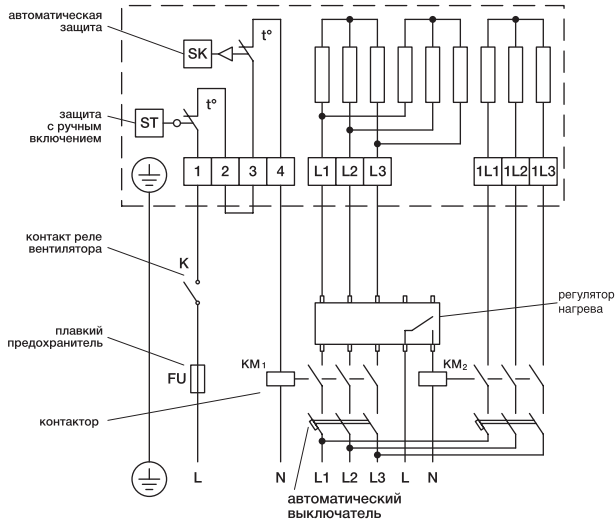 автоматическая
защита
SK
t°
защита
с ручным
включением
ST
t°
1 2 3 4 L1 L2 L3 1L1 1L2 1L3
контакт реле
вентилятора
K
регулятор
нагрева
плавкий
предохранитель
FU
KM1
KM2
контактор
L N L1 L2 L3 L N
автоматический
выключатель